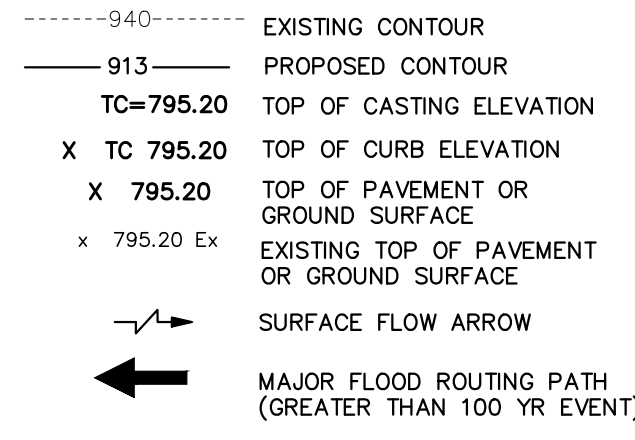 940 EXISTING CONTOUR
913 PROPOSED CONTOUR
TC=795.20 TOP OF CASTING ELEVATION
X TC 795.20 TOP OF CURB ELEVATION
X 795.20 TOP OF PAVEMENT OR
GROUND SURFACE
x 795.20 Ex EXISTING TOP OF PAVEMENT
OR GROUND SURFACE
SURFACE FLOW ARROW
MAJOR FLOOD ROUTING PATH
(GREATER THAN 100 YR EVENT)